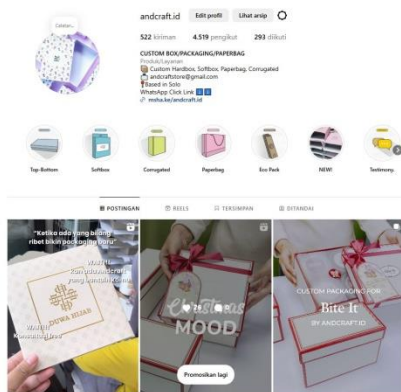 Catatan...
andcraft.id
Edit profil
Lihat arsip
522 kiriman
4.519 pengikut
293 diikuti
CUSTOM BOX/PACKAGING/PAPERBAG
Produk/Layanan
Custom Hardbox, Softbox, Paperbag, Corrugated
andcraftstore@gmail.com
Based in Solo
WhatsApp Click Link
msha.ke/andcraft.id
Top-Bottom
Softbox
Corrugated
Paperbag
Eco Pack
NEW!
Testimony.
POSTINGAN
REELS
TERSIMPAN
DITANDAI
"Ketika ada yang bilang
ribet bikin packaging baru"
DUWA HIJAB
Christmas
MOOD
Promosikan lagi
CUSTOM PACKAGING FOR
Bite It
BY ANDCRAFT.ID